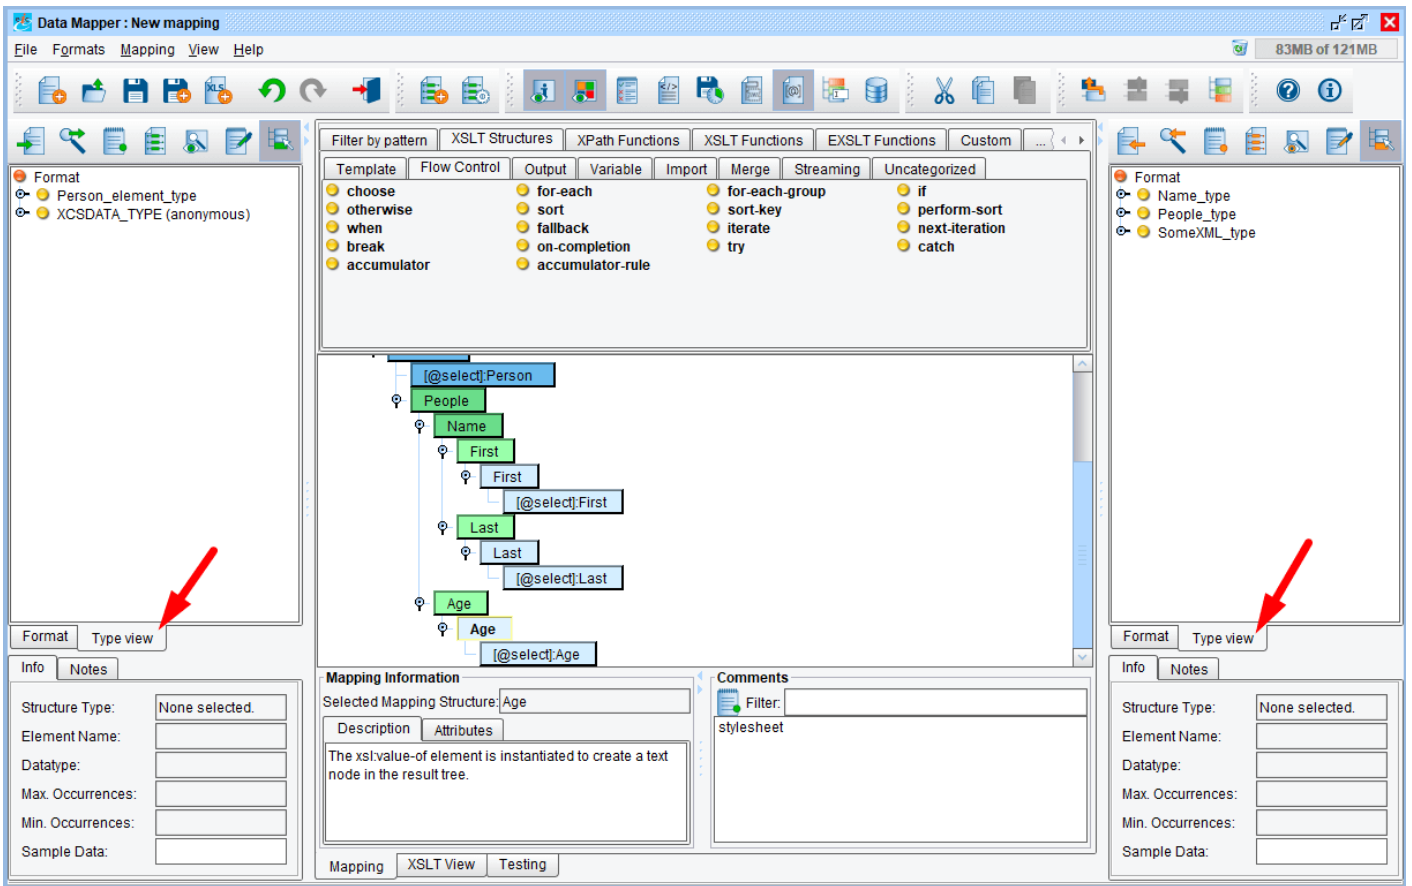 Data Mapper : New mapping
File Formats Mapping View Help
83MB of 121MB
Format
Person_element_type
XCSDATA_TYPE (anonymous)
Format
Type view
Info
Notes
Structure Type:
None selected.
Element Name:
Datatype:
Max. Occurrences:
Min. Occurrences:
Sample Data:
Filter by pattern
XSLT Structures
XPath Functions
XSLT Functions
EXSLT Functions
Custom
...
Template
Flow Control
Output
Variable
Import
Merge
Streaming
Uncategorized
choose
for-each
for-each-group
if
otherwise
sort
sort-key
perform-sort
when
fallback
iterate
next-iteration
break
on-completion
try
catch
accumulator
accumulator-rule
[@select]:Person
People
Name
First
First
[@select]:First
Last
Last
[@select]:Last
Age
Age
[@select]:Age
Mapping Information
Selected Mapping Structure: Age
Description
Attributes
The xsl:value-of element is instantiated to create a text
node in the result tree.
Comments
Filter:
stylesheet
Mapping
XSLT View
Testing
Format
Name_type
People_type
SomeXML_type
Format
Type view
Info
Notes
Structure Type:
None selected.
Element Name:
Datatype:
Max. Occurrences:
Min. Occurrences:
Sample Data: